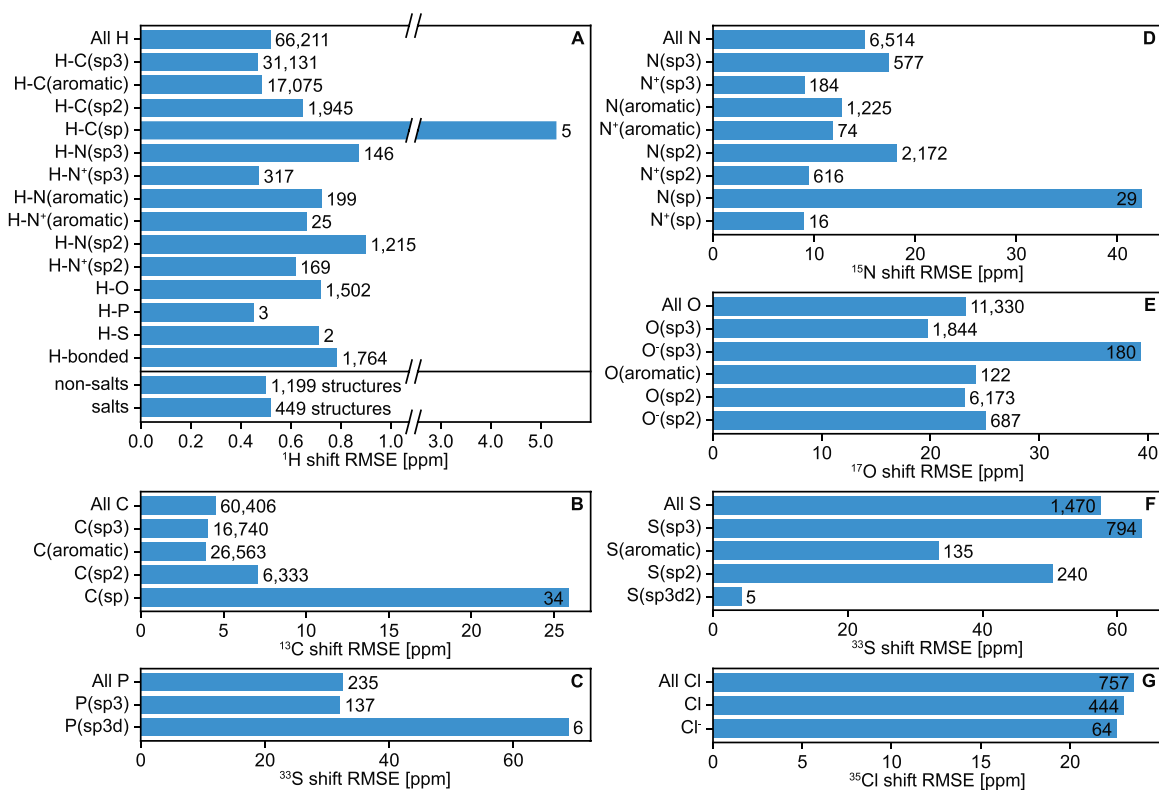 A
All H 66,211
H-C(sp3) 31,131
H-C(aromatic) 17,075
H-C(sp2) 1,945
H-C(sp) 5
H-N(sp3) 146
H-N⁺(sp3) 317
H-N(aromatic) 199
H-N⁺(aromatic) 25
H-N(sp2) 1,215
H-N⁺(sp2) 169
H-O 1,502
H-P 3
H-S 2
H-bonded 1,764
non-salts 1,199 structures
salts 449 structures
0.0 0.2 0.4 0.6 0.8 1.0 3.0 4.0 5.0
¹H shift RMSE [ppm]
B
All C 60,406
C(sp3) 16,740
C(aromatic) 26,563
C(sp2) 6,333
C(sp) 34
0 5 10 15 20 25
¹³C shift RMSE [ppm]
C
All P 235
P(sp3) 137
P(sp3d) 6
0 20 40 60
³³S shift RMSE [ppm]
D
All N 6,514
N(sp3) 577
N⁺(sp3) 184
N(aromatic) 1,225
N⁺(aromatic) 74
N(sp2) 2,172
N⁺(sp2) 616
N(sp) 29
N⁺(sp) 16
0 10 20 30 40
¹⁵N shift RMSE [ppm]
E
All O 11,330
O(sp3) 1,844
O⁻(sp3) 180
O(aromatic) 122
O(sp2) 6,173
O⁻(sp2) 687
0 10 20 30 40
¹⁷O shift RMSE [ppm]
F
All S 1,470
S(sp3) 794
S(aromatic) 135
S(sp2) 240
S(sp3d2) 5
0 20 40 60
³³S shift RMSE [ppm]
G
All Cl 757
Cl 444
Cl⁻ 64
0 5 10 15 20
³⁵Cl shift RMSE [ppm]